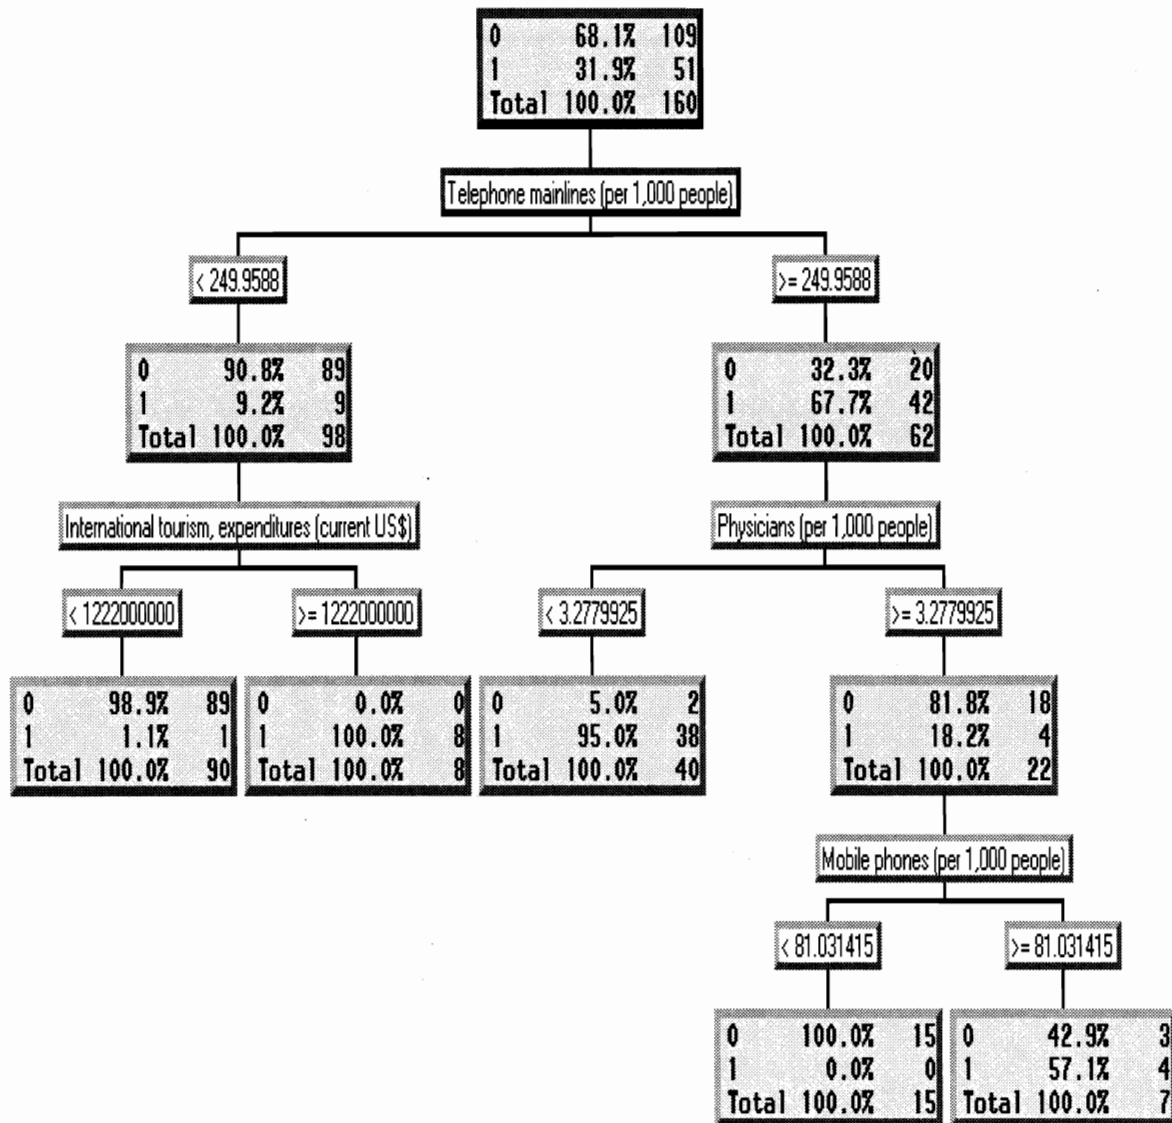 0 68.1% 109
1 31.9% 51
Total 100.0% 160
Telephone mainlines (per 1,000 people)
< 249.9588
>= 249.9588
0 90.8% 89
1 9.2% 9
Total 100.0% 98
0 32.3% 20
1 67.7% 42
Total 100.0% 62
International tourism, expenditures (current US$)
Physicians (per 1,000 people)
< 1222000000
>= 1222000000
< 3.2779925
>= 3.2779925
0 98.9% 89
1 1.1% 1
Total 100.0% 90
0 0.0% 0
1 100.0% 8
Total 100.0% 8
0 5.0% 2
1 95.0% 38
Total 100.0% 40
0 81.8% 18
1 18.2% 4
Total 100.0% 22
Mobile phones (per 1,000 people)
< 81.031415
>= 81.031415
0 100.0% 15
1 0.0% 0
Total 100.0% 15
0 42.9% 3
1 57.1% 4
Total 100.0% 7